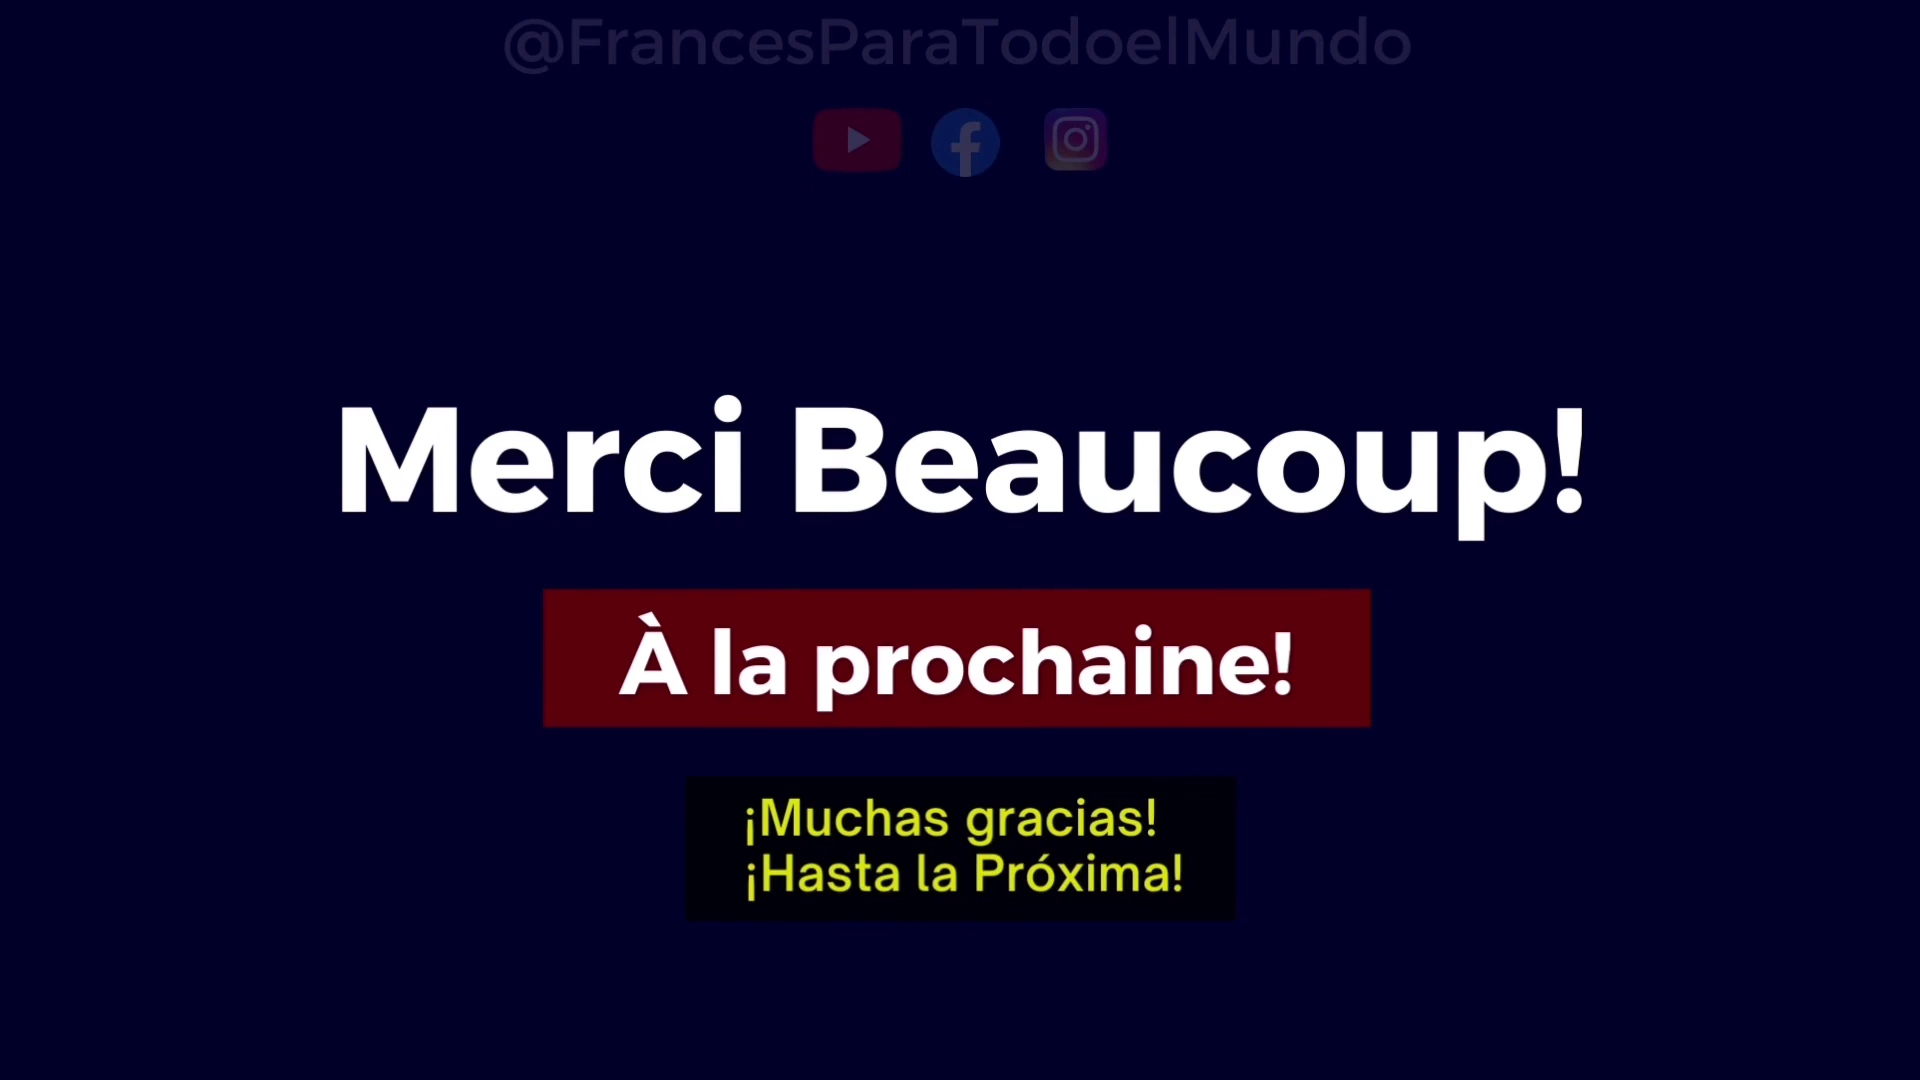 @FrancesParaTodoelMundo
Merci Beaucoup!
À la prochaine!
¡Muchas gracias!
¡Hasta la Próxima!